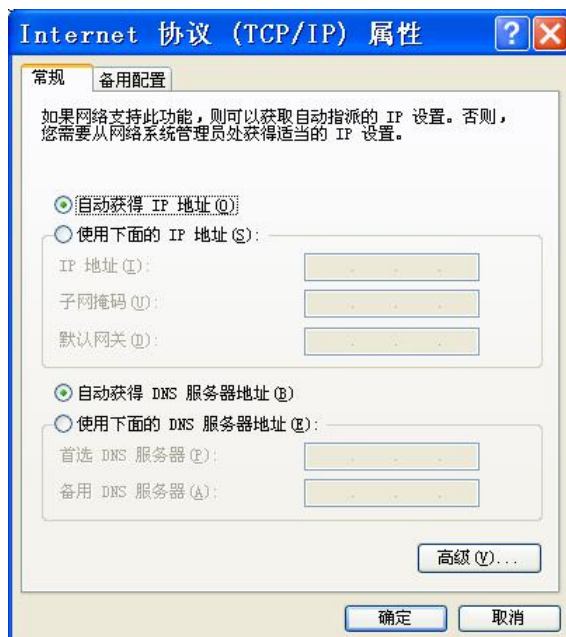 Internet 协议 (TCP/IP) 属性
常规 备用配置
如果网络支持此功能，则可以获取自动指派的 IP 设置。否则，
您需要从网络系统管理员处获得适当的 IP 设置。
自动获得 IP 地址(O)
使用下面的 IP 地址(S):
IP 地址(I):
子网掩码(U):
默认网关(D):
自动获得 DNS 服务器地址(B)
使用下面的 DNS 服务器地址(E):
首选 DNS 服务器(P):
备用 DNS 服务器(A):
高级(V)...
确定 取消